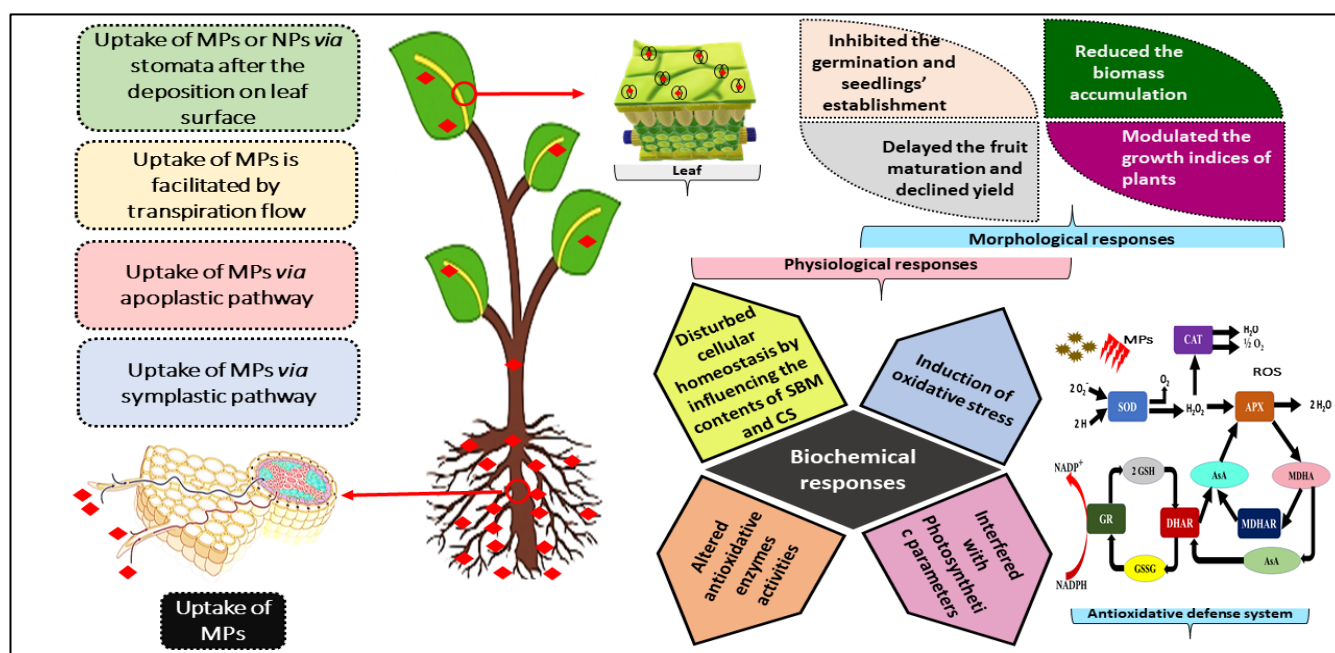 Uptake of MPs or NPs via
stomata after the
deposition on leaf
surface
Uptake of MPs is
facilitated by
transpiration flow
Uptake of MPs via
apoplastic pathway
Uptake of MPs via
symplastic pathway
Uptake of
MPs
Leaf
Inhibited the
germination and
seedlings’
establishment
Reduced the
biomass
accumulation
Delayed the fruit
maturation and
declined yield
Modulated the
growth indices of
plants
Morphological responses
Physiological responses
Disturbed
cellular
homeostasis by
influencing the
contents of SBM
and CS
Induction of
oxidative stress
Biochemical
responses
Altered
antioxidative
enzymes
activities
Interfered
with
Photosyntheti
c parameters
MPs
CAT
H₂O
½ O₂
ROS
2 O₂⁻
O₂
SOD
H₂O₂
APX
2 H₂O
2 H
NADP⁺
2 GSH
AsA
MDHA
GR
DHAR
MDHAR
GSSG
AsA
NADPH
Antioxidative defense system